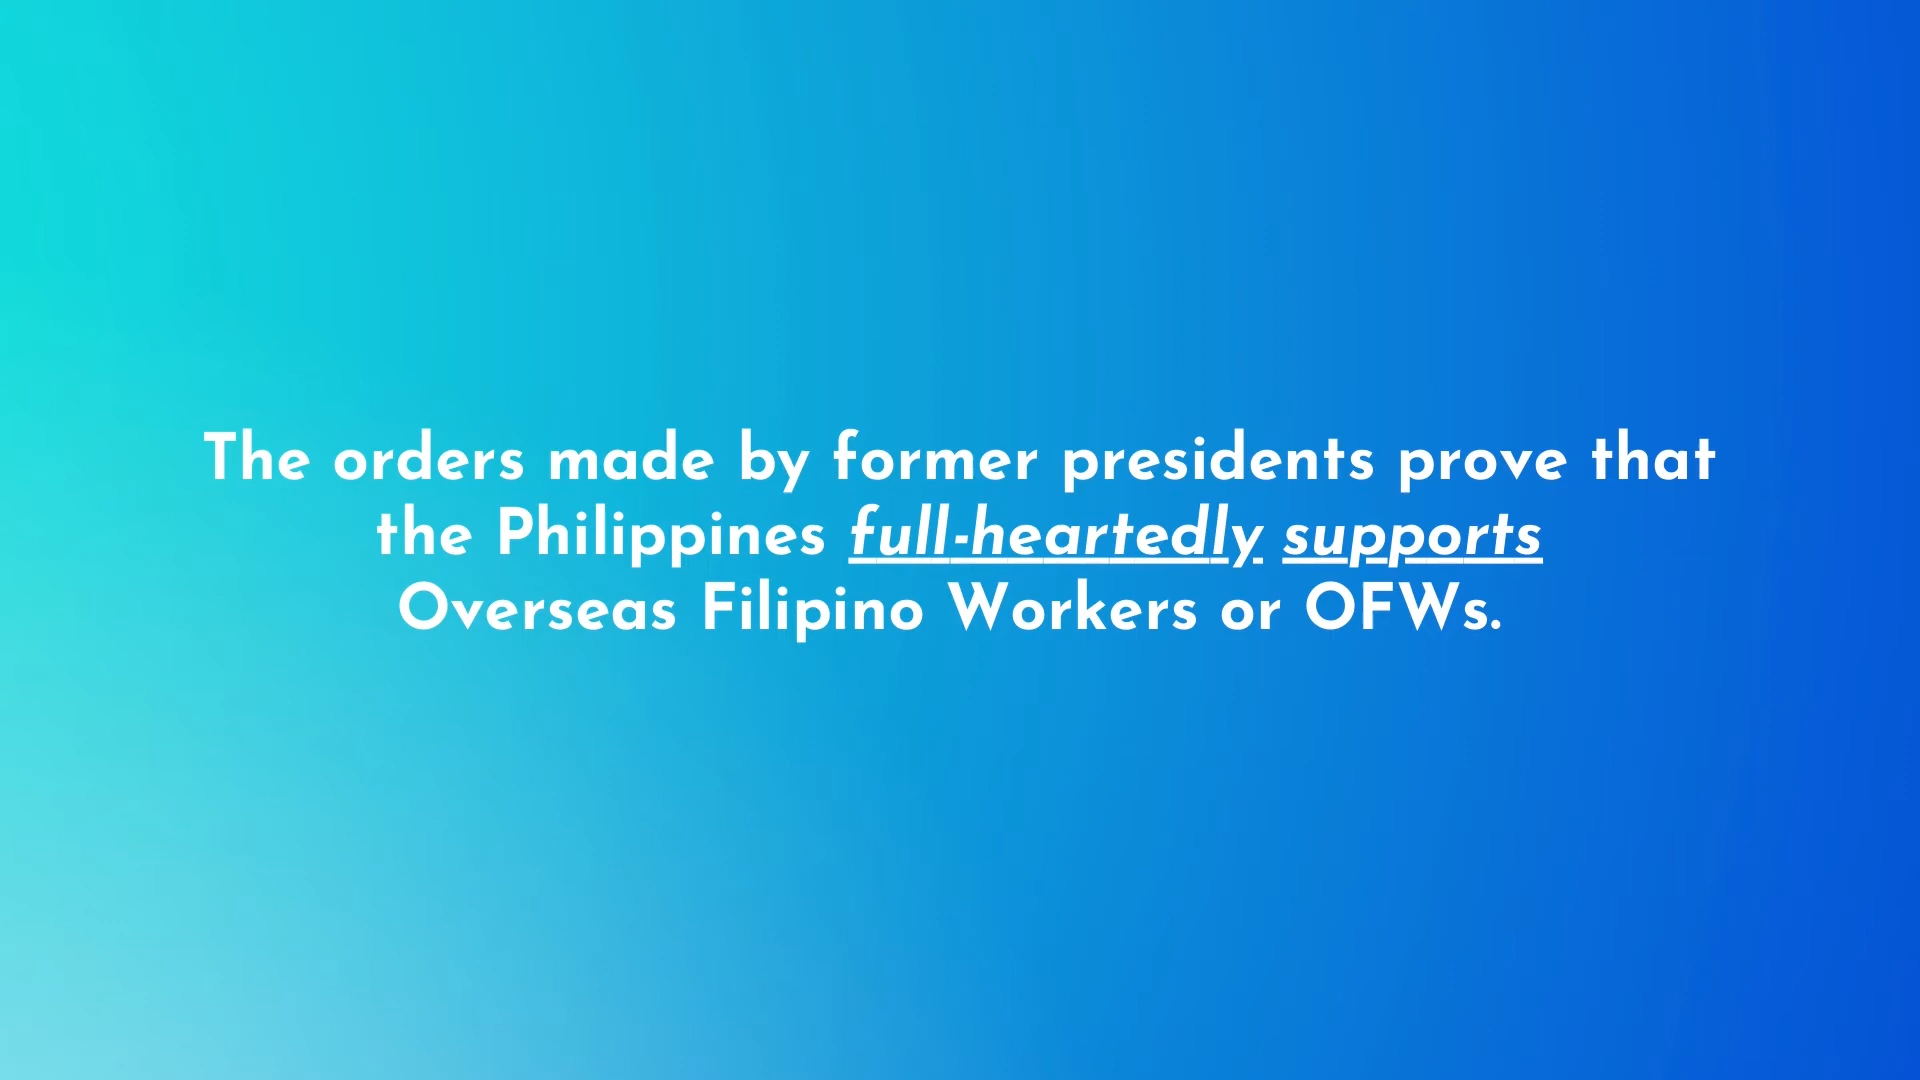 The orders made by former presidents prove that
the Philippines full-heartedly supports
Overseas Filipino Workers or OFWs.